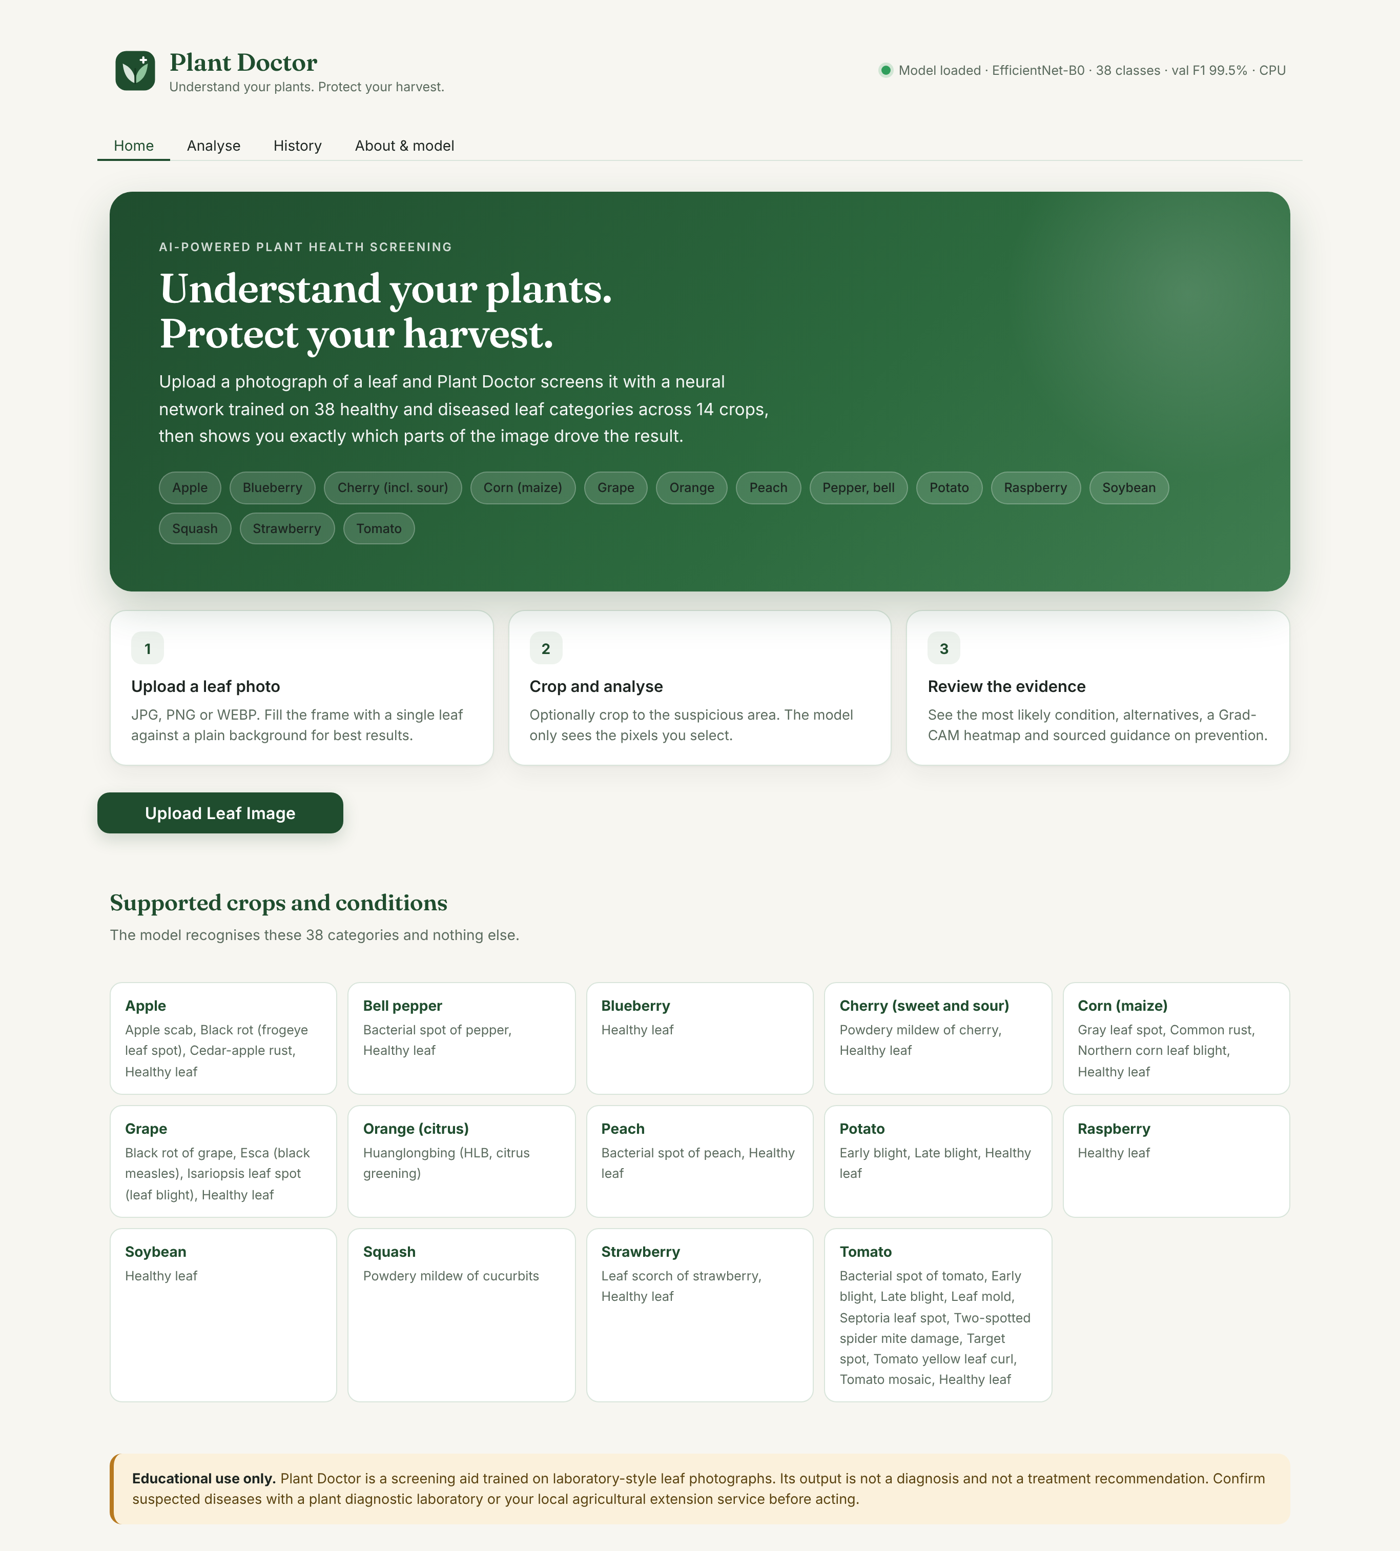 Plant Doctor
Understand your plants. Protect your harvest.
Model loaded · EfficientNet-B0 · 38 classes · val F1 99.5% · CPU
Home
Analyse
History
About & model
AI-POWERED PLANT HEALTH SCREENING
Understand your plants.
Protect your harvest.
Upload a photograph of a leaf and Plant Doctor screens it with a neural
network trained on 38 healthy and diseased leaf categories across 14 crops,
then shows you exactly which parts of the image drove the result.
Apple
Blueberry
Cherry (incl. sour)
Corn (maize)
Grape
Orange
Peach
Pepper, bell
Potato
Raspberry
Soybean
Squash
Strawberry
Tomato
1
Upload a leaf photo
JPG, PNG or WEBP. Fill the frame with a single leaf
against a plain background for best results.
2
Crop and analyse
Optionally crop to the suspicious area. The model
only sees the pixels you select.
3
Review the evidence
See the most likely condition, alternatives, a Grad-
CAM heatmap and sourced guidance on prevention.
Upload Leaf Image
Supported crops and conditions
The model recognises these 38 categories and nothing else.
Apple
Apple scab, Black rot (frogeye
leaf spot), Cedar-apple rust,
Healthy leaf
Bell pepper
Bacterial spot of pepper,
Healthy leaf
Blueberry
Healthy leaf
Cherry (sweet and sour)
Powdery mildew of cherry,
Healthy leaf
Corn (maize)
Gray leaf spot, Common rust,
Northern corn leaf blight,
Healthy leaf
Grape
Black rot of grape, Esca (black
measles), Isariopsis leaf spot
(leaf blight), Healthy leaf
Orange (citrus)
Huanglongbing (HLB, citrus
greening)
Peach
Bacterial spot of peach, Healthy
leaf
Potato
Early blight, Late blight, Healthy
leaf
Raspberry
Healthy leaf
Soybean
Healthy leaf
Squash
Powdery mildew of cucurbits
Strawberry
Leaf scorch of strawberry,
Healthy leaf
Tomato
Bacterial spot of tomato, Early
blight, Late blight, Leaf mold,
Septoria leaf spot, Two-spotted
spider mite damage, Target
spot, Tomato yellow leaf curl,
Tomato mosaic, Healthy leaf
Educational use only. Plant Doctor is a screening aid trained on laboratory-style leaf photographs. Its output is not a diagnosis and not a treatment recommendation. Confirm
suspected diseases with a plant diagnostic laboratory or your local agricultural extension service before acting.